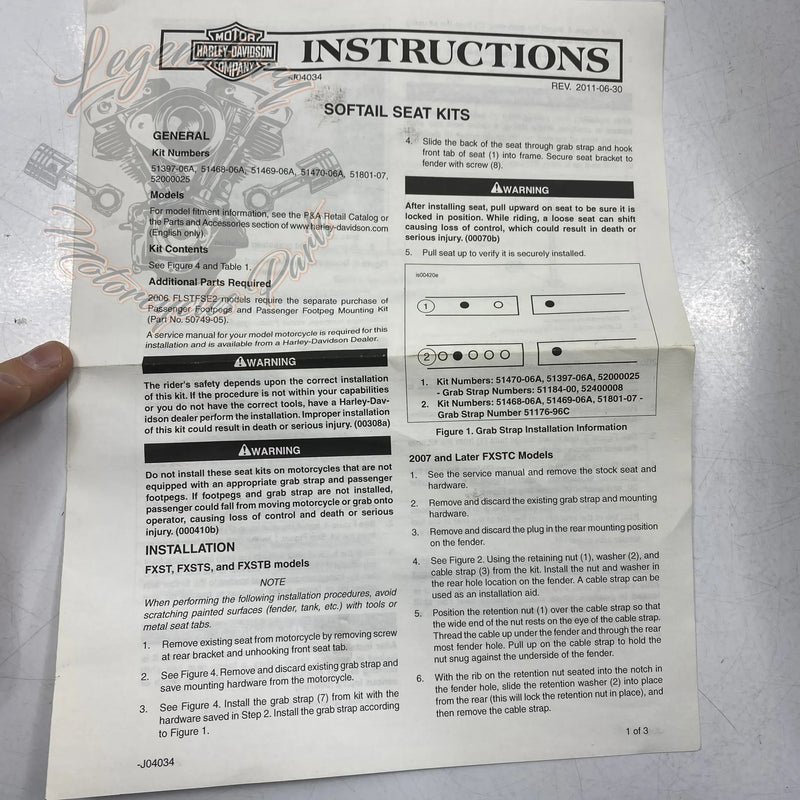 MOTOR
HARLEY-DAVIDSON
COMPANY
INSTRUCTIONS
-J04034
REV. 2011-06-30
Legendary
Motorcycle Parts
SOFTAIL SEAT KITS
GENERAL
Kit Numbers
51397-06A, 51468-06A, 51469-06A, 51470-06A, 51801-07,
52000025
Models
For model fitment information, see the P&A Retail Catalog or
the Parts and Accessories section of www.harley-davidson.com
(English only).
Kit Contents
See Figure 4 and Table 1.
Additional Parts Required
2006 FLSTFSE2 models require the separate purchase of
Passenger Footpegs and Passenger Footpeg Mounting Kit
(Part No. 50749-05).
A service manual for your model motorcycle is required for this
installation and is available from a Harley-Davidson Dealer.
WARNING
The rider's safety depends upon the correct installation
of this kit. If the procedure is not within your capabilities
or you do not have the correct tools, have a Harley-Dav-
idson dealer perform the installation. Improper installation
of this kit could result in death or serious injury. (00308a)
WARNING
Do not install these seat kits on motorcycles that are not
equipped with an appropriate grab strap and passenger
footpegs. If footpegs and grab strap are not installed,
passenger could fall from moving motorcycle or grab onto
operator, causing loss of control and death or serious
injury. (000410b)
INSTALLATION
FXST, FXSTS, and FXSTB models
NOTE
When performing the following installation procedures, avoid
scratching painted surfaces (fender, tank, etc.) with tools or
metal seat tabs.
1. Remove existing seat from motorcycle by removing screw
at rear bracket and unhooking front seat tab.
2. See Figure 4. Remove and discard existing grab strap and
save mounting hardware from the motorcycle.
3. See Figure 4. Install the grab strap (7) from kit with the
hardware saved in Step 2. Install the grab strap according
to Figure 1.
4. Slide the back of the seat through grab strap and hook
front tab of seat (1) into frame. Secure seat bracket to
fender with screw (8).
WARNING
After installing seat, pull upward on seat to be sure it is
locked in position. While riding, a loose seat can shift
causing loss of control, which could result in death or
serious injury. (00070b)
5. Pull seat up to verify it is securely installed.
is00420e
1
2
1. Kit Numbers: 51470-06A, 51397-06A, 52000025
- Grab Strap Numbers: 51184-00, 52400008
2. Kit Numbers: 51468-06A, 51469-06A, 51801-07 -
Grab Strap Number 51176-96C
Figure 1. Grab Strap Installation Information
2007 and Later FXSTC Models
1. See the service manual and remove the stock seat and
hardware.
2. Remove and discard the existing grab strap and mounting
hardware.
3. Remove and discard the plug in the rear mounting position
on the fender.
4. See Figure 2. Using the retaining nut (1), washer (2), and
cable strap (3) from the kit. Install the nut and washer in
the rear hole location on the fender. A cable strap can be
used as an installation aid.
5. Position the retention nut (1) over the cable strap so that
the wide end of the nut rests on the eye of the cable strap.
Thread the cable up under the fender and through the rear
most fender hole. Pull up on the cable strap to hold the
nut snug against the underside of the fender.
6. With the rib on the retention nut seated into the notch in
the fender hole, slide the retention washer (2) into place
from the rear (this will lock the retention nut in place), and
then remove the cable strap.
-J04034
1 of 3